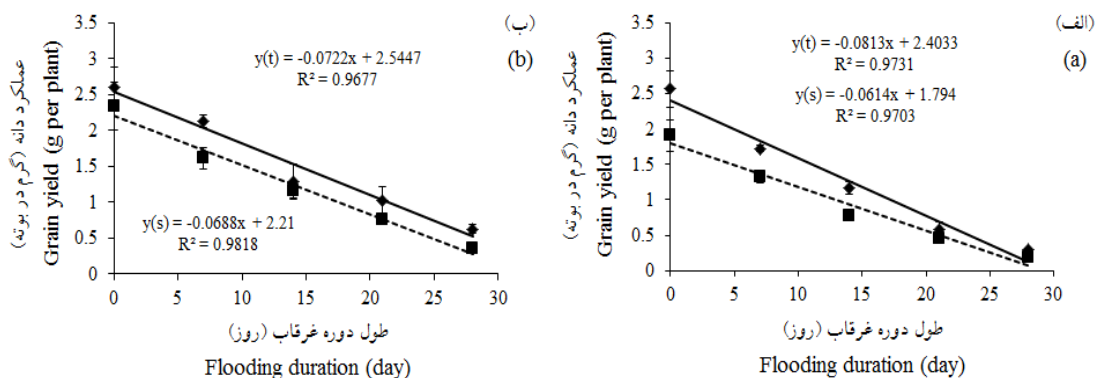 (ب)
(b)
y(t) = -0.0722x + 2.5447
R² = 0.9677
y(s) = -0.0688x + 2.21
R² = 0.9818
عملکرد دانه (گرم در بوته)
Grain yield (g per plant)
3.5
3
2.5
2
1.5
1
0.5
0
0 5 10 15 20 25 30
طول دوره غرقاب (روز)
Flooding duration (day)
(الف)
(a)
y(t) = -0.0813x + 2.4033
R² = 0.9731
y(s) = -0.0614x + 1.794
R² = 0.9703
عملکرد دانه (گرم در بوته)
Grain yield (g per plant)
3.5
3
2.5
2
1.5
1
0.5
0
0 5 10 15 20 25 30
طول دوره غرقاب (روز)
Flooding duration (day)